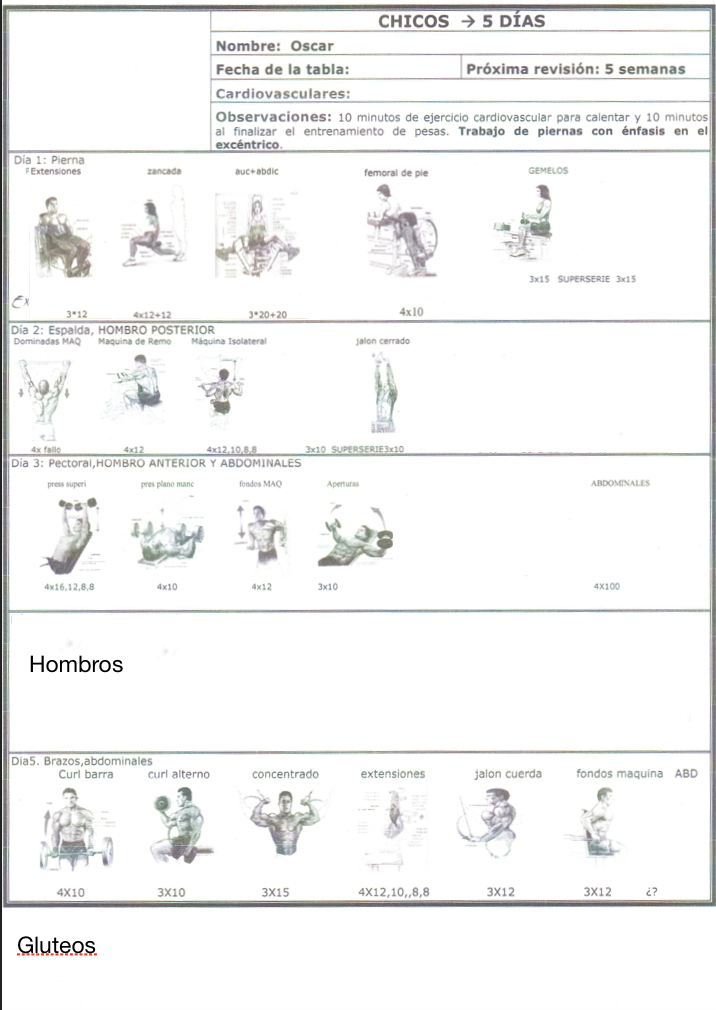 CHICOS → 5 DÍAS
Nombre: Oscar
Fecha de la tabla:
Próxima revisión: 5 semanas
Cardiovasculares:
Observaciones: 10 minutos de ejercicio cardiovascular para calentar y 10 minutos
al finalizar el entrenamiento de pesas. Trabajo de piernas con énfasis en el
excéntrico.
Día 1: Pierna
Extensiones zancada auc+abdic femoral de pie GEMELOS
3x15 SUPERSERIE 3x15
Ex
3*12 4x12+12 3*20+20 4x10
Día 2: Espalda, HOMBRO POSTERIOR
Dominadas MAQ Maquina de Remo Máquina Isolateral jalon cerrado
4x fallo 4x12 4x12,10,8,8 3x10 SUPERSERIE3x10
Día 3: Pectoral,HOMBRO ANTERIOR Y ABDOMINALES
press superi pres plano manc fondos MAQ Aperturas ABDOMINALES
4x16,12,8,8 4x10 4x12 3x10 4X100
Hombros
Dia5. Brazos,abdominales
Curl barra curl alterno concentrado extensiones jalon cuerda fondos maquina ABD
4X10 3X10 3X15 4X12,10,,8,8 3X12 3X12 ¿?
Gluteos